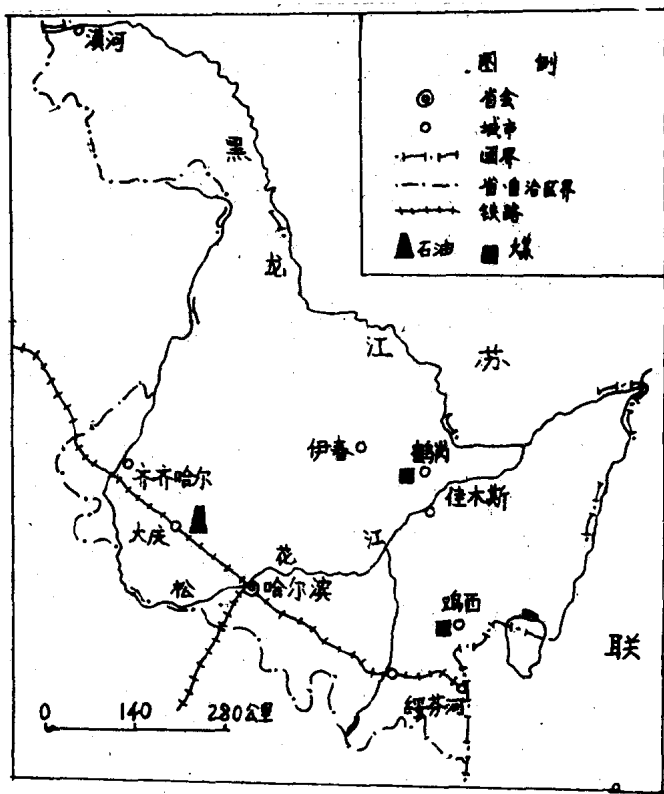 漠河
图例
省会
城市
国界
省·自治区界
铁路
石油
煤
黑
龙
江
苏
伊春
鹤岗
齐齐哈尔
佳木斯
大庆
花
江
松
哈尔滨
鸡西
联
绥芬河
0 140 280公里